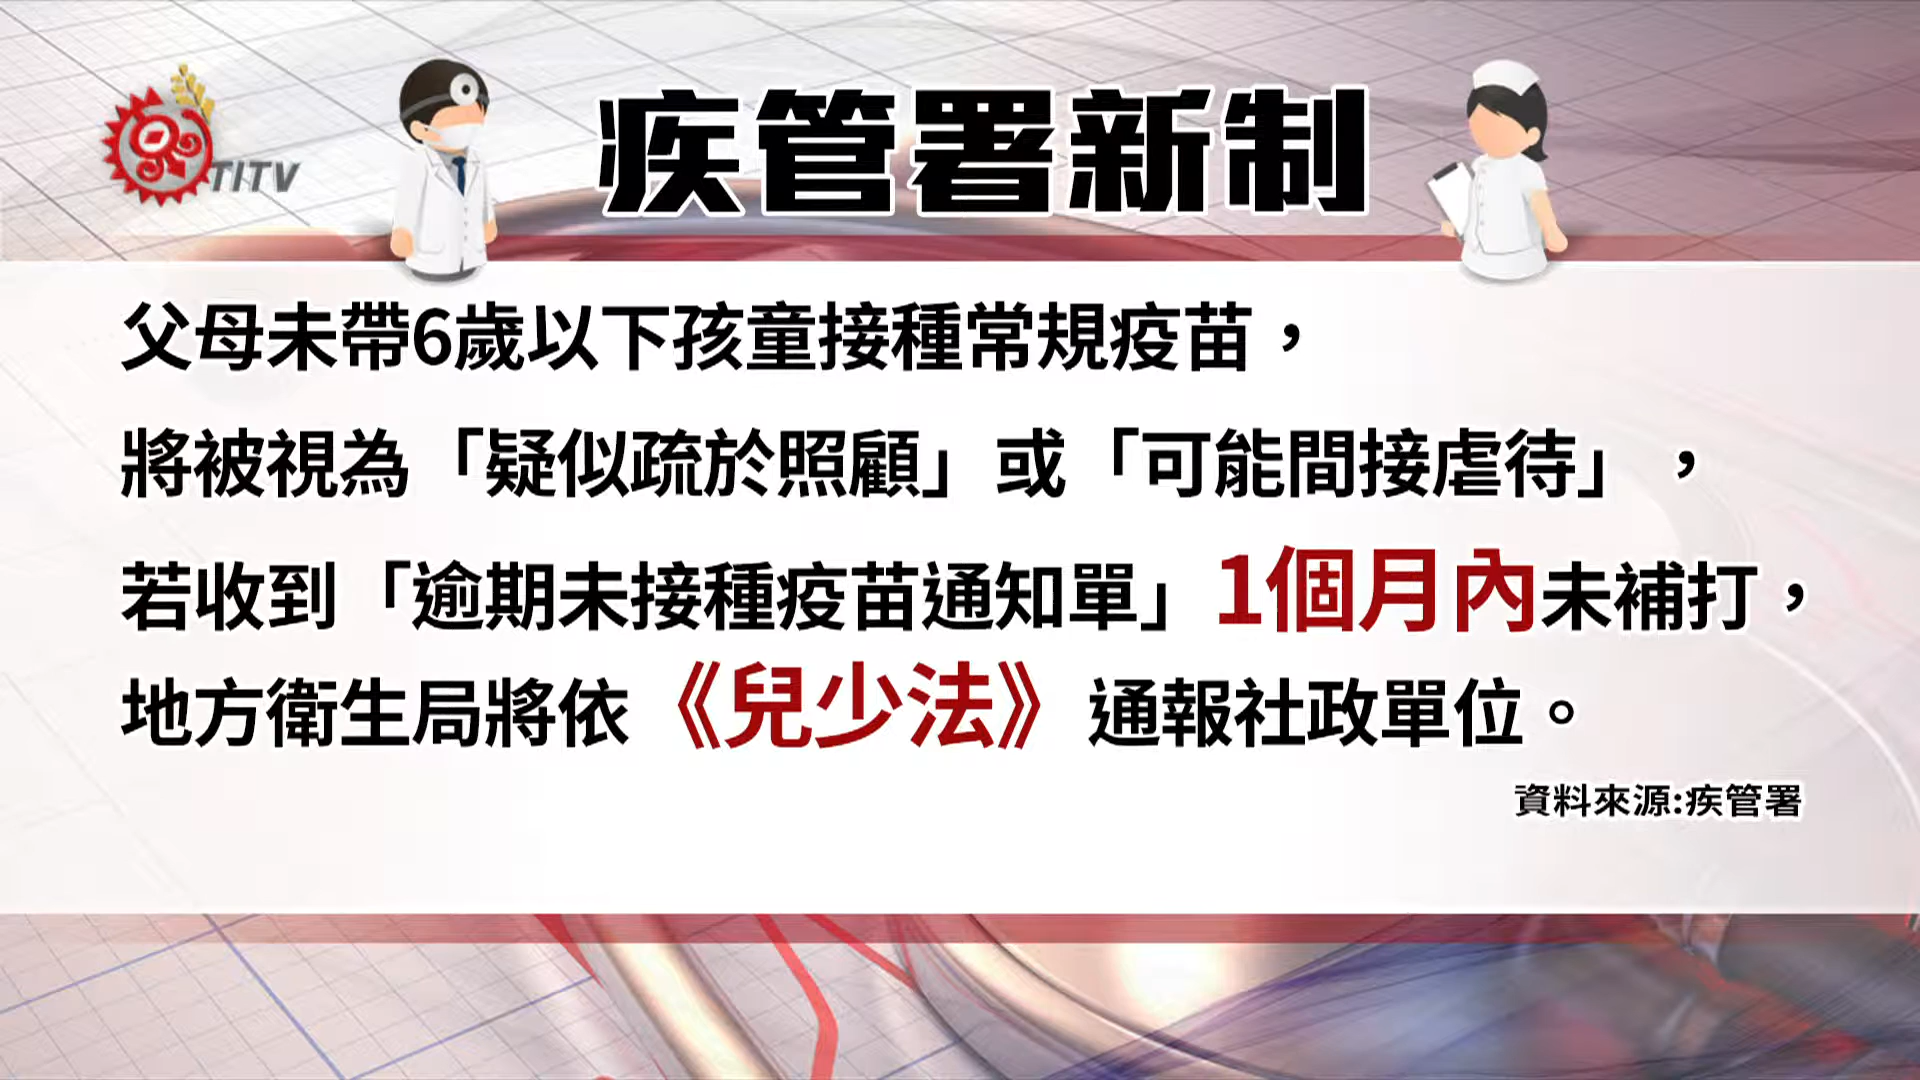 TITV
疾管署新制
父母未帶6歲以下孩童接種常規疫苗，
將被視為「疑似疏於照顧」或「可能間接虐待」，
若收到「逾期未接種疫苗通知單」1個月內未補打，
地方衛生局將依《兒少法》通報社政單位。
資料來源:疾管署